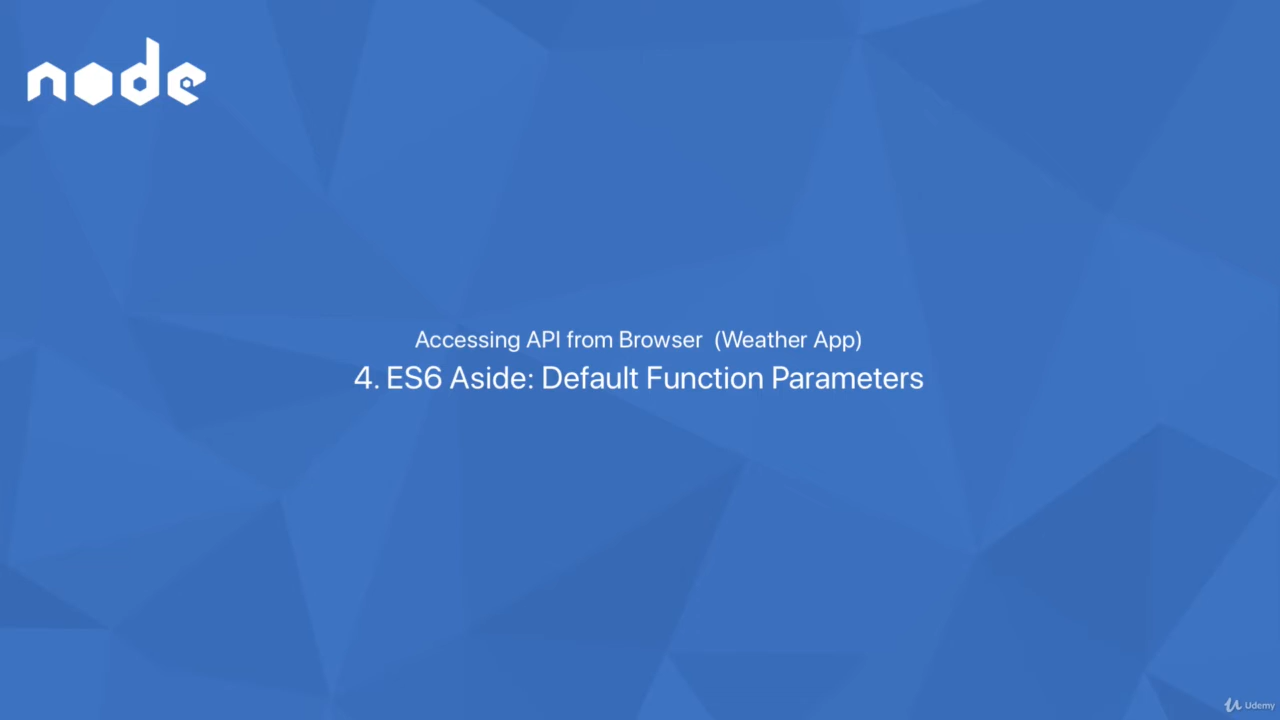 node
Accessing API from Browser (Weather App)
4. ES6 Aside: Default Function Parameters
Udemy